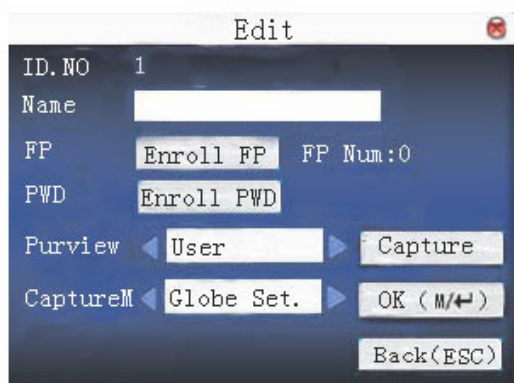 Edit
ID.NO 1
Name
FP Enroll FP FP Num:0
PWD Enroll PWD
Purview User Capture
CaptureM Globe Set. OK (M/↵)
Back(ESC)